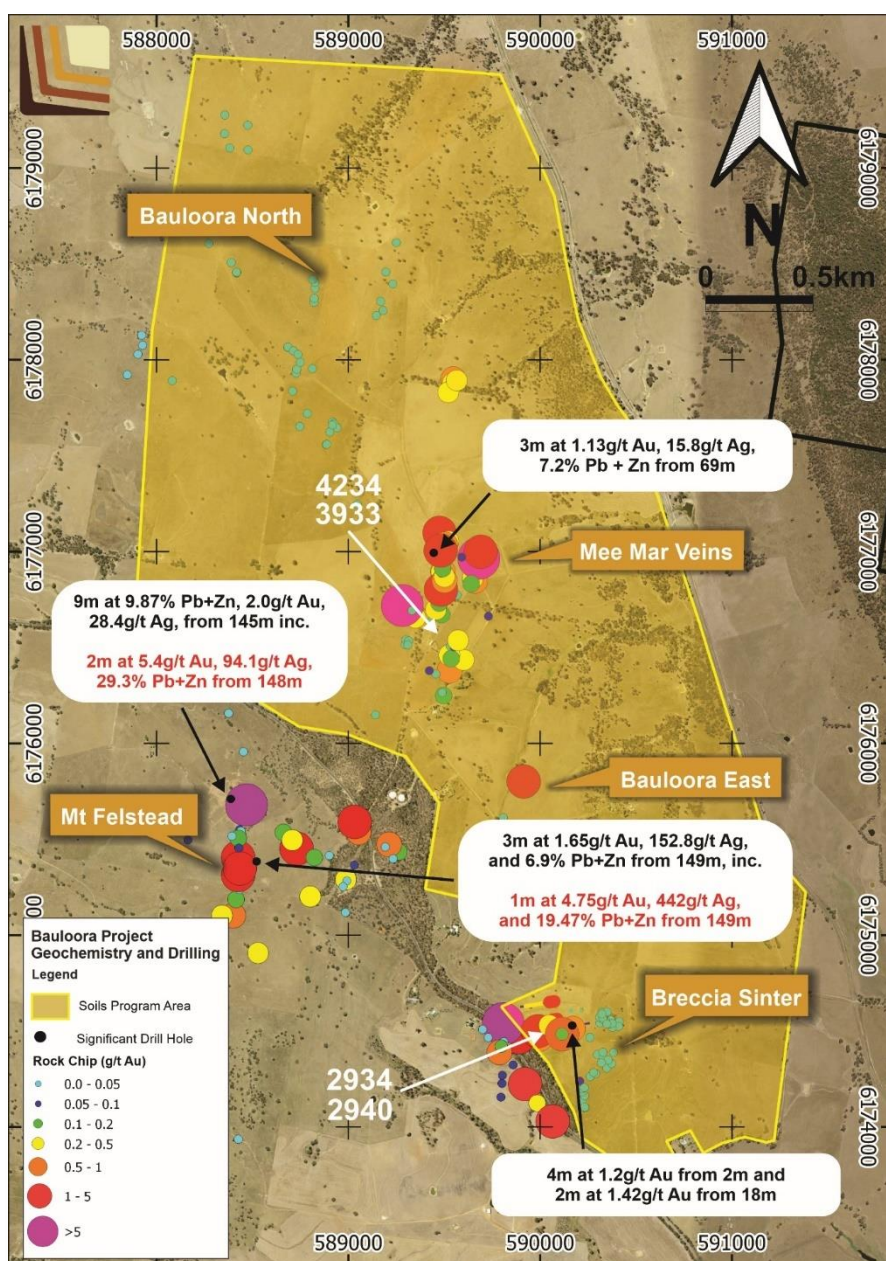 588000
589000
590000
591000
6179000
6179000
Bauloora North
N
0
0.5km
6178000
6178000
3m at 1.13g/t Au, 15.8g/t Ag,
7.2% Pb + Zn from 69m
4234
3933
6177000
6177000
Mee Mar Veins
9m at 9.87% Pb+Zn, 2.0g/t Au,
28.4g/t Ag, from 145m inc.
2m at 5.4g/t Au, 94.1g/t Ag,
29.3% Pb+Zn from 148m
6176000
6176000
Bauloora East
Mt Felstead
3m at 1.65g/t Au, 152.8g/t Ag,
and 6.9% Pb+Zn from 149m, inc.
1m at 4.75g/t Au, 442g/t Ag,
and 19.47% Pb+Zn from 149m
6175000
Bauloora Project
Geochemistry and Drilling
Legend
Soils Program Area
Significant Drill Hole
Rock Chip (g/t Au)
0.0 - 0.05
0.05 - 0.1
0.1 - 0.2
0.2 - 0.5
0.5 - 1
1 - 5
>5
Breccia Sinter
2934
2940
6174000
4m at 1.2g/t Au from 2m and
2m at 1.42g/t Au from 18m
589000
590000
591000